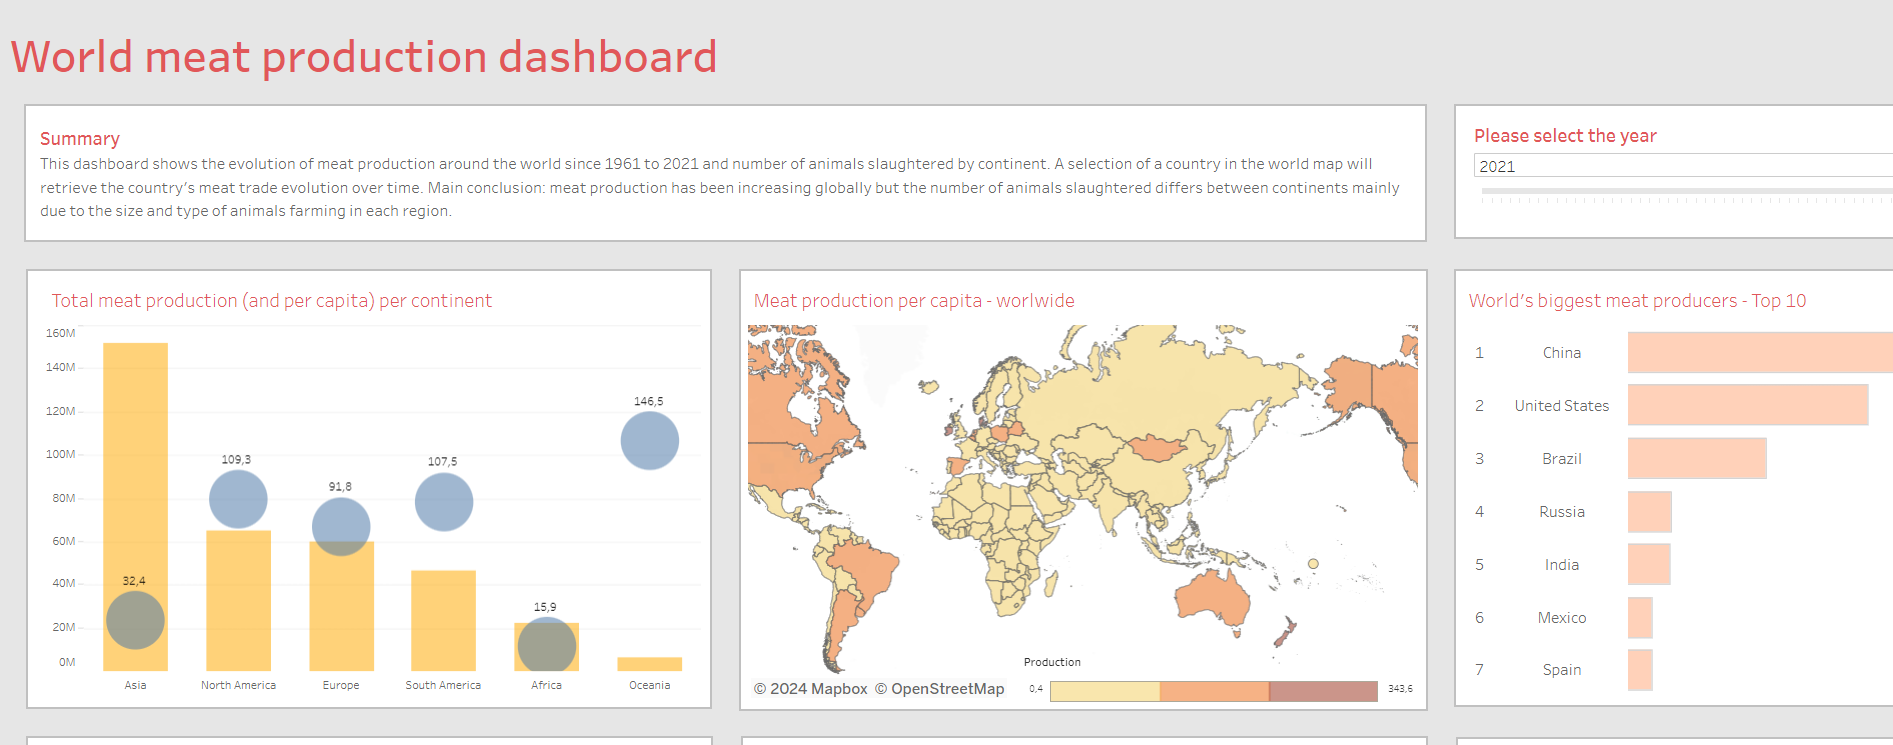 World meat production dashboard
Summary
This dashboard shows the evolution of meat production around the world since 1961 to 2021 and number of animals slaughtered by continent. A selection of a country in the world map will
retrieve the country's meat trade evolution over time. Main conclusion: meat production has been increasing globally but the number of animals slaughtered differs between continents mainly
due to the size and type of animals farming in each region.
Please select the year
2021
Total meat production (and per capita) per continent
160M
140M
120M
100M
80M
60M
40M
20M
0M
32,4
109,3
91,8
107,5
15,9
146,5
Asia
North America
Europe
South America
Africa
Oceania
Meat production per capita - worlwide
Production
0,4
343,6
© 2024 Mapbox © OpenStreetMap
World's biggest meat producers - Top 10
1 China
2 United States
3 Brazil
4 Russia
5 India
6 Mexico
7 Spain